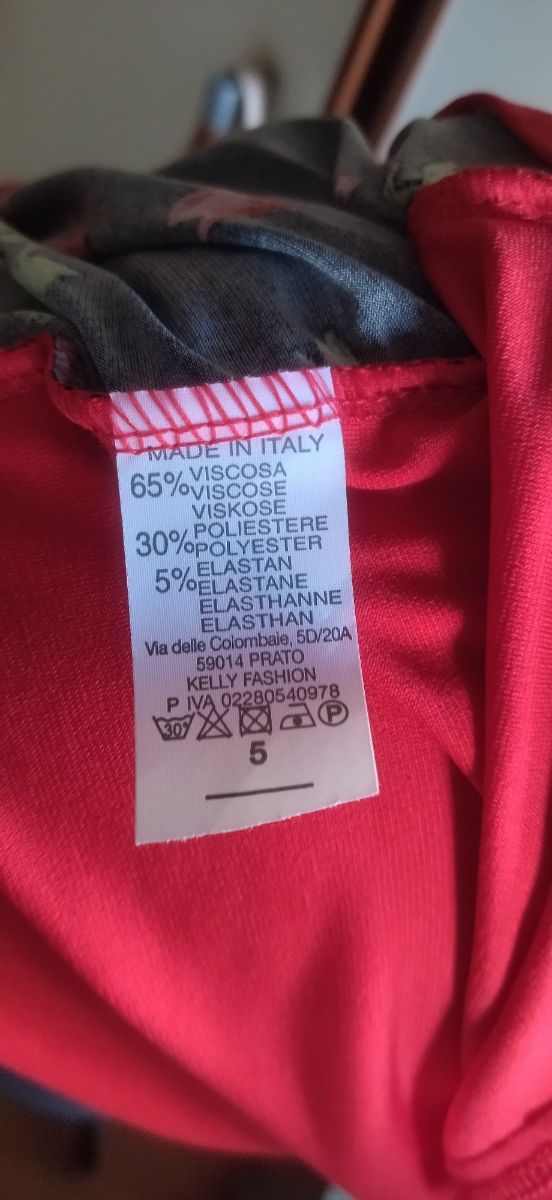 MADE IN ITALY
65% VISCOSA
VISCOSE
VISKOSE
30% POLIESTERE
POLYESTER
5% ELASTAN
ELASTANE
ELASTHANNE
ELASTHAN
Via delle Colombaie, 5D/20A
59014 PRATO
KELLY FASHION
P IVA 02280540978
30° P
5